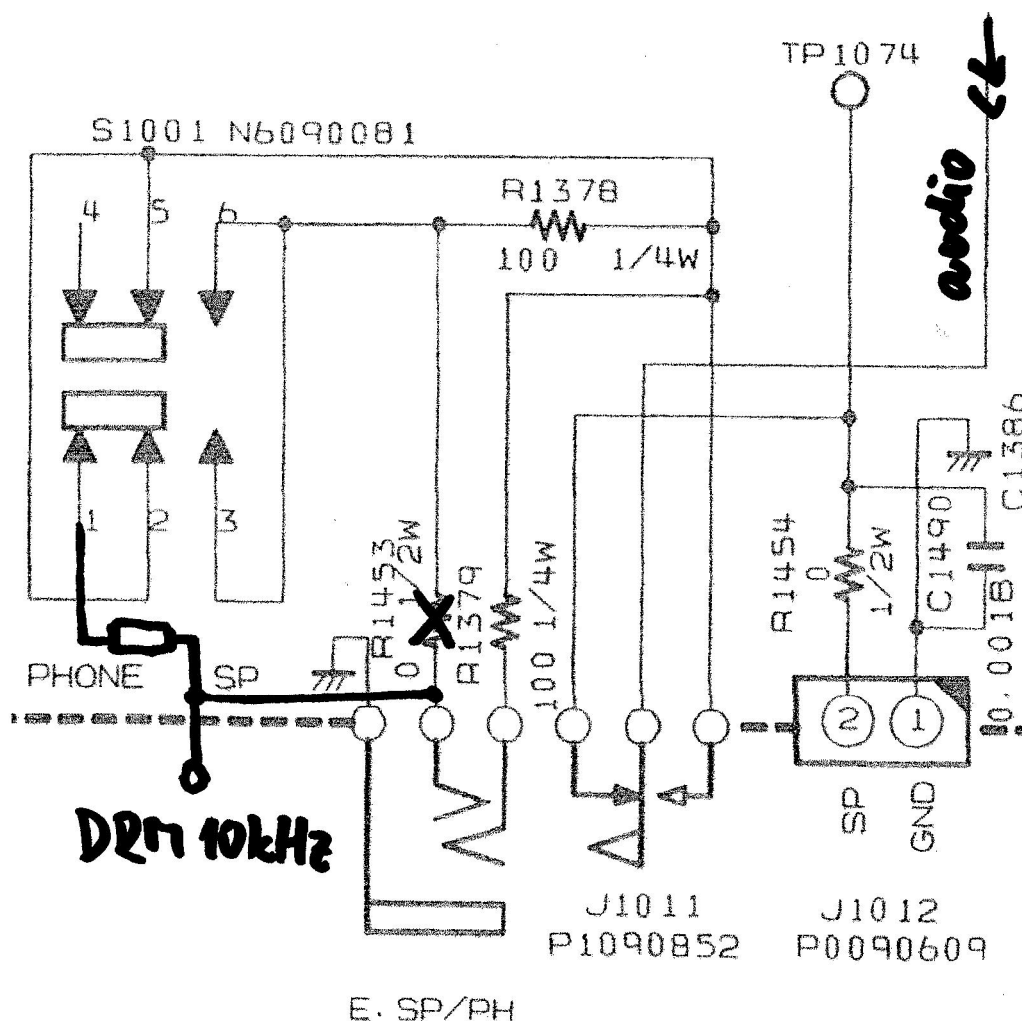 TP1074
audio
S1001 N6090081
R1378
100 1/4W
4 5 6
1 2 3
PHONE SP
R1453
0 1/2W
R1379
100 1/4W
R1454
0
1/2W
C1490
C1386
0.001B
2 1
SP
GND
DRM 10kHz
J1011
P1090852
J1012
P0090609
E. SP/PH